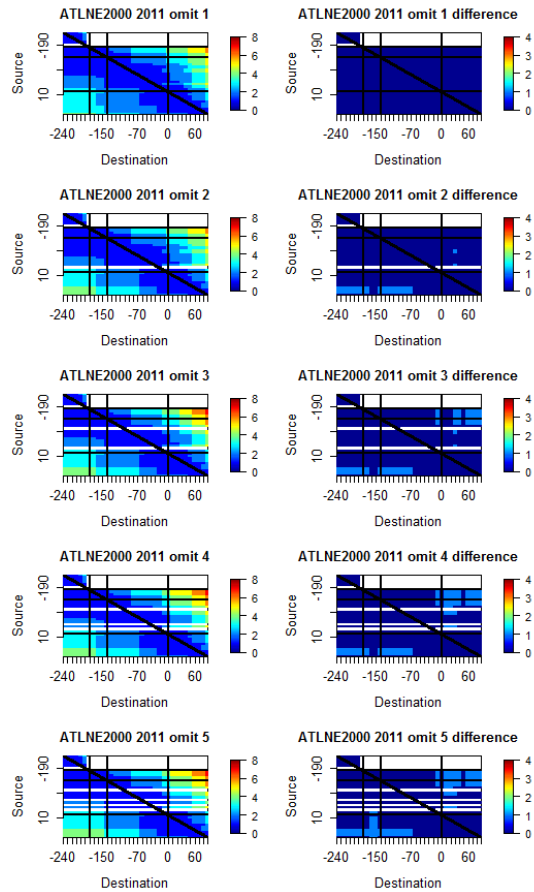 ATLNE2000 2011 omit 1
ATLNE2000 2011 omit 1 difference
Source
-190
10
-240 -150 -70 0 60
Destination
8
6
4
2
0
Source
-190
10
-240 -150 -70 0 60
Destination
4
3
2
1
0
ATLNE2000 2011 omit 2
ATLNE2000 2011 omit 2 difference
Source
-190
10
-240 -150 -70 0 60
Destination
8
6
4
2
0
Source
-190
10
-240 -150 -70 0 60
Destination
4
3
2
1
0
ATLNE2000 2011 omit 3
ATLNE2000 2011 omit 3 difference
Source
-190
10
-240 -150 -70 0 60
Destination
8
6
4
2
0
Source
-190
10
-240 -150 -70 0 60
Destination
4
3
2
1
0
ATLNE2000 2011 omit 4
ATLNE2000 2011 omit 4 difference
Source
-190
10
-240 -150 -70 0 60
Destination
8
6
4
2
0
Source
-190
10
-240 -150 -70 0 60
Destination
4
3
2
1
0
ATLNE2000 2011 omit 5
ATLNE2000 2011 omit 5 difference
Source
-190
10
-240 -150 -70 0 60
Destination
8
6
4
2
0
Source
-190
10
-240 -150 -70 0 60
Destination
4
3
2
1
0